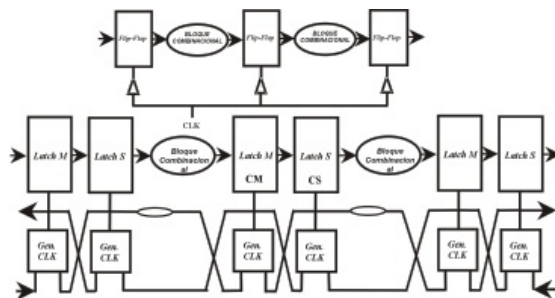 Flip-Flop
BLOQUE
COMBINACIONAL
Flip-Flop
BLOQUE
COMBINACIONAL
Flip-Flop
CLK
Latch M
Latch S
Bloque
Combinacion
al
Latch M
CM
Latch S
CS
Bloque
Combinacion
al
Latch M
Latch S
Gen.
CLK
Gen.
CLK
Gen.
CLK
Gen.
CLK
Gen.
CLK
Gen.
CLK